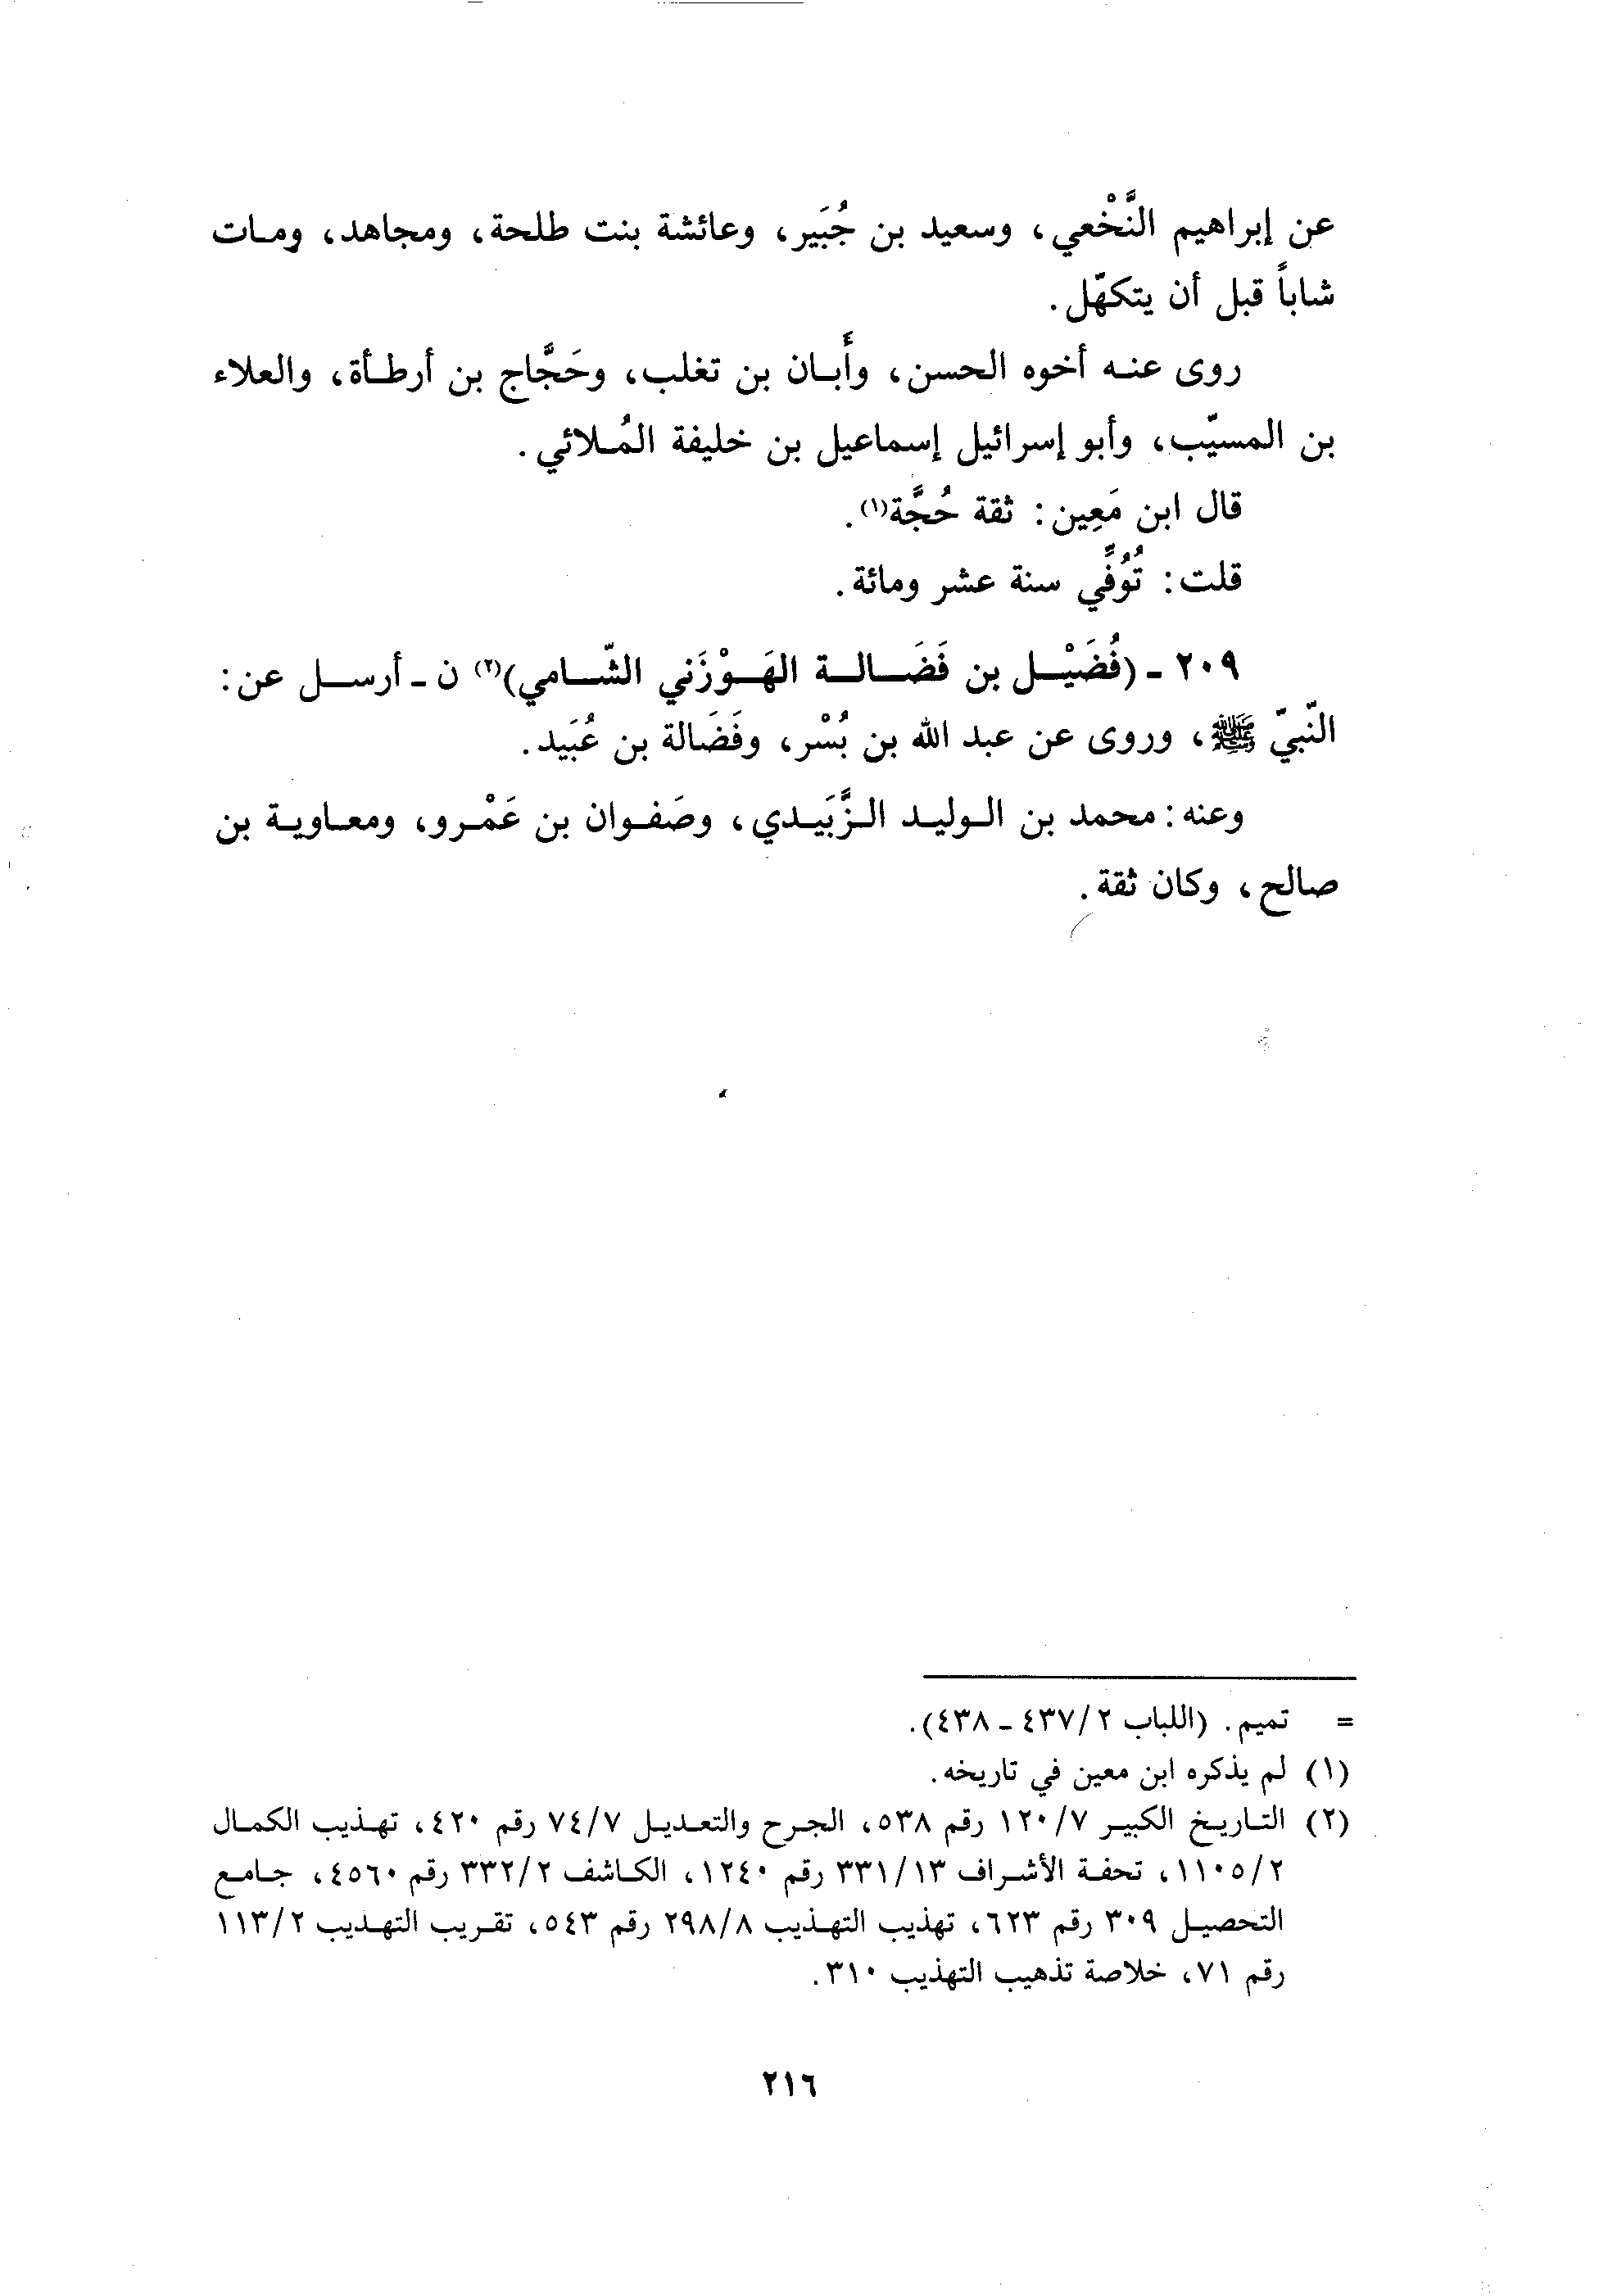 عن إبراهيم النَّخْعي، وسعيد بن جُبَير، وعائشة بنت طلحة، ومجاهد، ومات
شاباً قبل أن يتكهّل.
روى عنه أخوه الحسن، وأَبان بن تغلب، وحَجَّاج بن أرطأة، والعلاء
بن المسيّب، وأبو إسرائيل إسماعيل بن خليفة المُلائي.
قال ابن مَعِين: ثقة حُجَّة(١).
قلت: تُوُفِّي سنة عشر ومائة.
٢٠٩ - (فُضَيْل بن فَضَالة الهَوْزَني الشّامي)(٢) ن - أرسل عن:
النّبيّ ﷺ، وروى عن عبد الله بن بُسْر، وفَضَالة بن عُبَيد.
وعنه: محمد بن الوليد الزَّبَيدي، وصَفوان بن عَمْرو، ومعاوية بن
صالح، وكان ثقة.
= تميم. (اللباب ٤٣٧/٢ - ٤٣٨).
(١) لم يذكره ابن معين في تاريخه.
(٢) التاريخ الكبير ١٢٠/٧ رقم ٥٣٨، الجرح والتعديل ٧٤/٧ رقم ٤٢٠، تهذيب الكمال
١١٠٥/٢، تحفة الأشراف ٣٣١/١٣ رقم ١٢٤٠، الكاشف ٣٣٢/٢ رقم ٤٥٦٠، جامع
التحصيل ٣٠٩ رقم ٦٢٣، تهذيب التهذيب ٢٩٨/٨ رقم ٥٤٣، تقريب التهذيب ١١٣/٢
رقم ٧١، خلاصة تذهيب التهذيب ٣١٠.
٢١٦